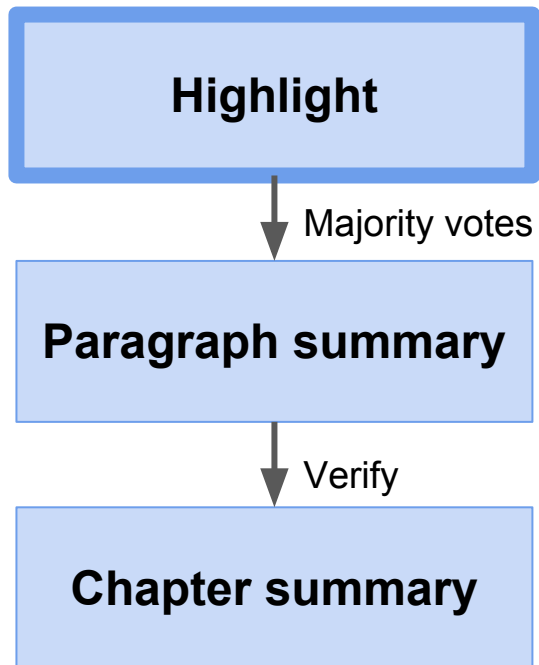 Highlight
Majority votes
Paragraph summary
Verify
Chapter summary